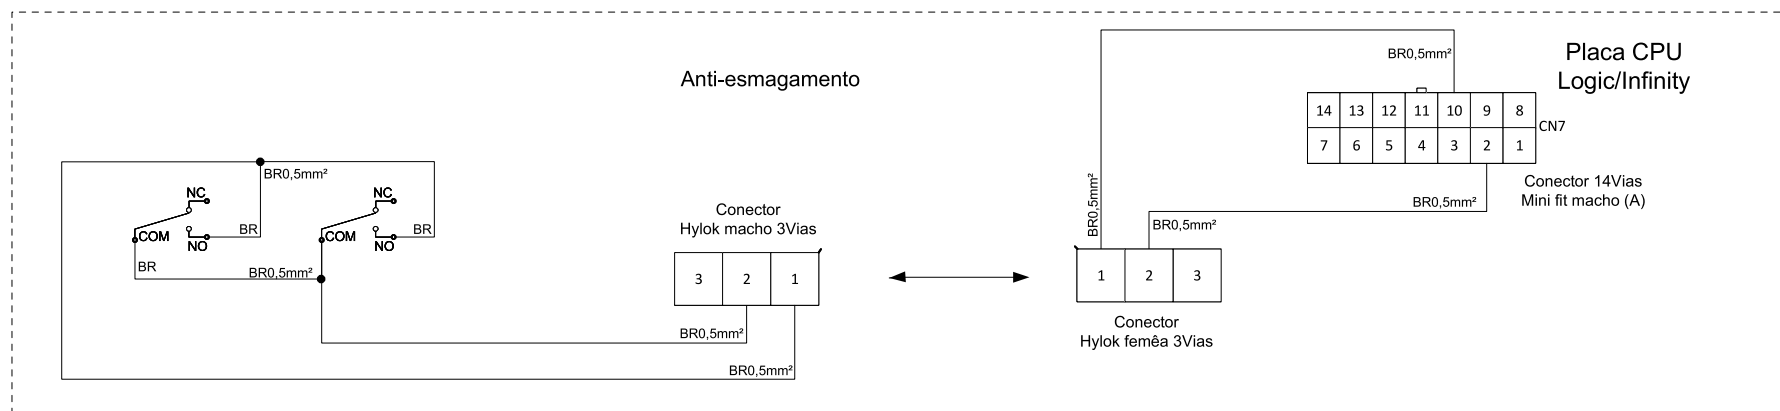 Anti-esmagamento
Placa CPU
Logic/Infinity
BR0,5mm²
14 13 12 11 10 9 8
CN7
7 6 5 4 3 2 1
Conector 14Vias
Mini fit macho (A)
BR0,5mm²
BR0,5mm²
BR0,5mm²
1 2 3
Conector
Hylok femêa 3Vias
BR0,5mm²
NC
COM
NO
BR
BR
NC
COM
NO
BR
BR0,5mm²
Conector
Hylok macho 3Vias
3 2 1
BR0,5mm²
BR0,5mm²